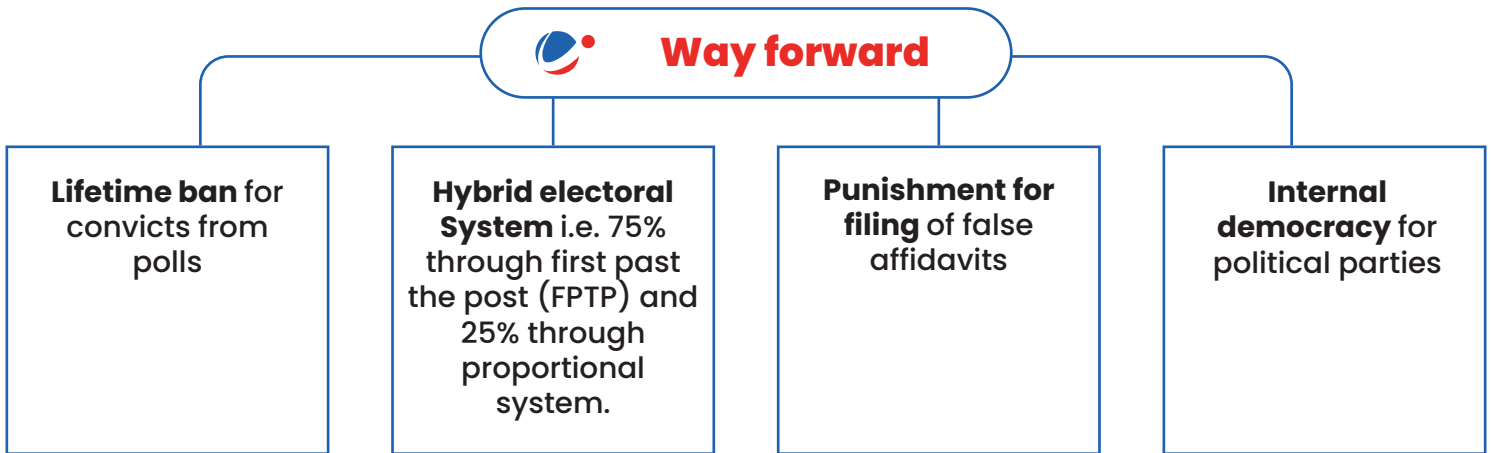 Way forward
Lifetime ban for
convicts from
polls
Hybrid electoral
System i.e. 75%
through first past
the post (FPTP) and
25% through
proportional
system.
Punishment for
filing of false
affidavits
Internal
democracy for
political parties